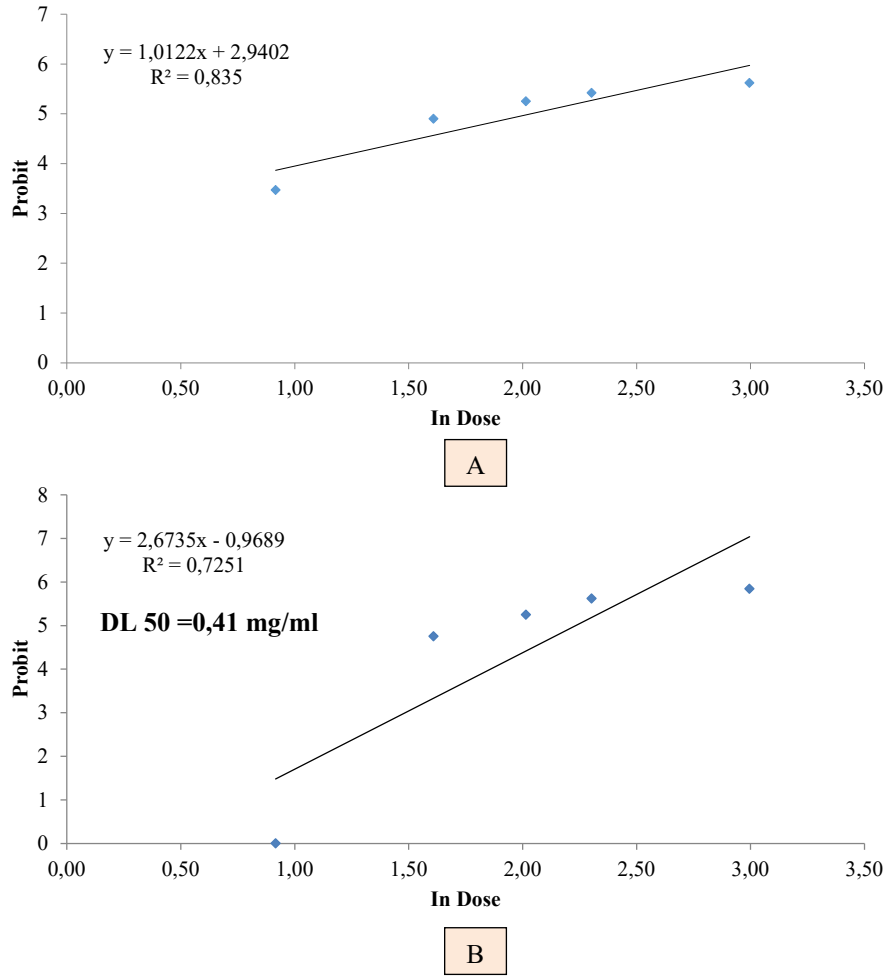 y = 1,0122x + 2,9402
R² = 0,835
7
6
5
4
3
2
1
0
Probit
0,00 0,50 1,00 1,50 2,00 2,50 3,00 3,50
In Dose
A
y = 2,6735x - 0,9689
R² = 0,7251
DL 50 =0,41 mg/ml
8
7
6
5
4
3
2
1
0
Probit
0,00 0,50 1,00 1,50 2,00 2,50 3,00 3,50
In Dose
B